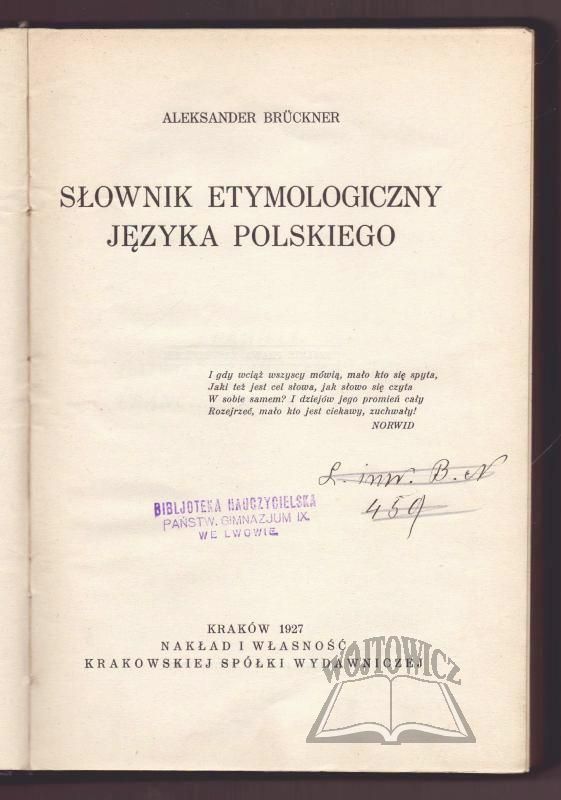 ALEKSANDER BRÜCKNER
SŁOWNIK ETYMOLOGICZNY
JĘZYKA POLSKIEGO
I gdy wciąż wszyscy mówią, mało kto się spyta,
Jaki też jest cel słowa, jak słowo się czyta
W sobie samem? I dziejów jego promień cały
Rozejrzeć, mało kto jest ciekawy, zuchwały!
NORWID
L. inw. B. N
459
BIBLJOTEKA NAUCZYCIELSKA
PAŃSTW. GIMNAZJUM IX.
WE LWOWIE
KRAKÓW 1927
NAKŁAD I WŁASNOŚĆ
KRAKOWSKIEJ SPÓŁKI WYDAWNICZEJ
WÓJTOWICZ